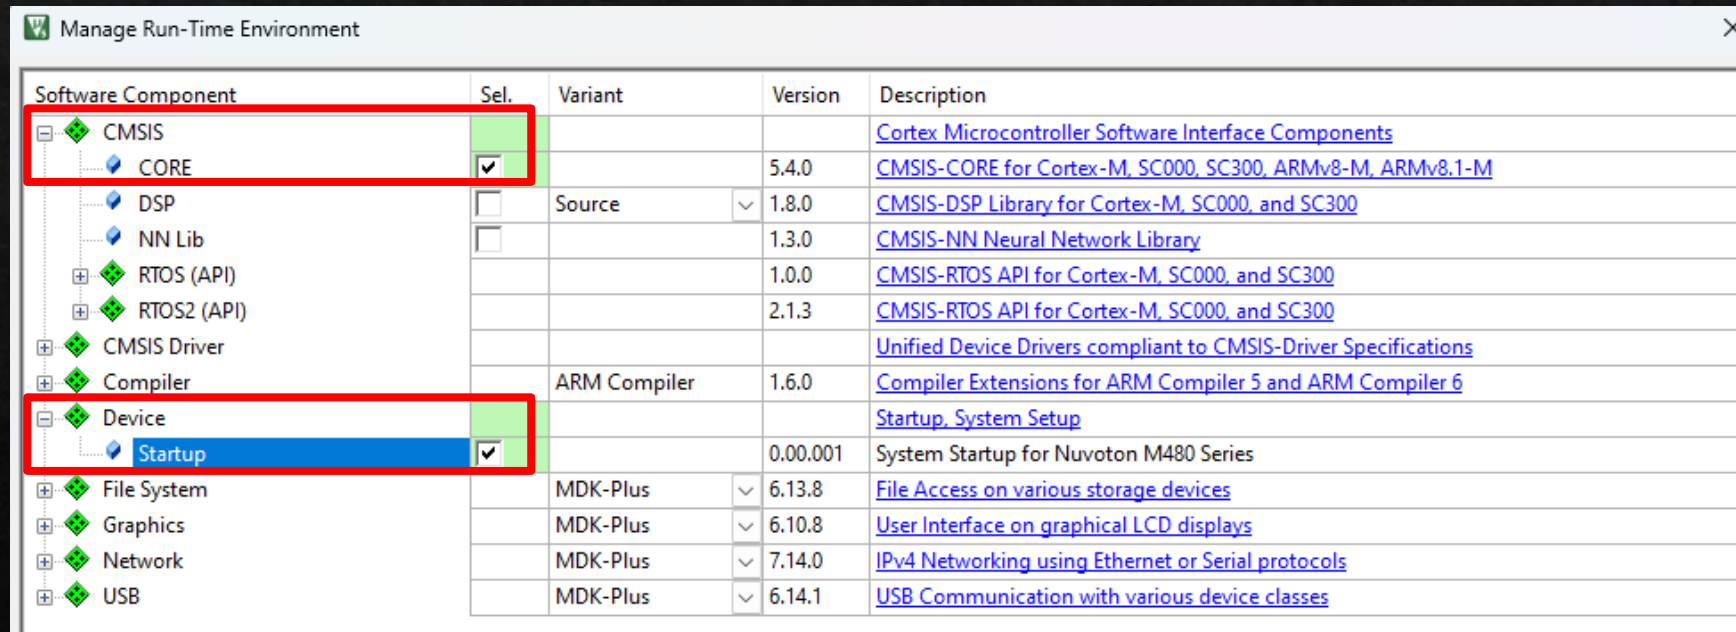 Manage Run-Time Environment
Software Component Sel. Variant Version Description
CMSIS Cortex Microcontroller Software Interface Components
CORE 5.4.0 CMSIS-CORE for Cortex-M, SC000, SC300, ARMv8-M, ARMv8.1-M
DSP Source 1.8.0 CMSIS-DSP Library for Cortex-M, SC000, and SC300
NN Lib 1.3.0 CMSIS-NN Neural Network Library
RTOS (API) 1.0.0 CMSIS-RTOS API for Cortex-M, SC000, and SC300
RTOS2 (API) 2.1.3 CMSIS-RTOS API for Cortex-M, SC000, and SC300
CMSIS Driver Unified Device Drivers compliant to CMSIS-Driver Specifications
Compiler ARM Compiler 1.6.0 Compiler Extensions for ARM Compiler 5 and ARM Compiler 6
Device Startup, System Setup
Startup 0.00.001 System Startup for Nuvoton M480 Series
File System MDK-Plus 6.13.8 File Access on various storage devices
Graphics MDK-Plus 6.10.8 User Interface on graphical LCD displays
Network MDK-Plus 7.14.0 IPv4 Networking using Ethernet or Serial protocols
USB MDK-Plus 6.14.1 USB Communication with various device classes